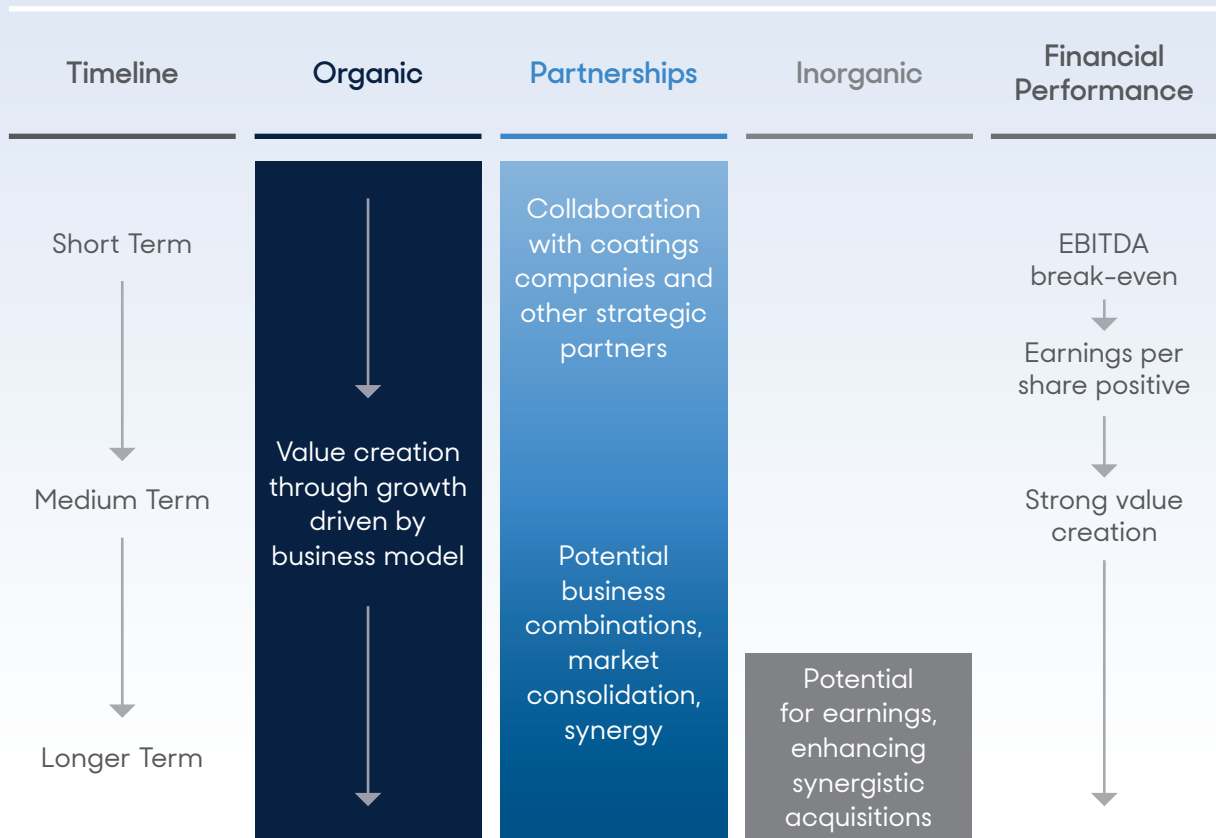 Timeline
Organic
Partnerships
Inorganic
Financial
Performance
Short Term
Medium Term
Longer Term
Value creation
through growth
driven by
business model
Collaboration
with coatings
companies and
other strategic
partners
Potential
business
combinations,
market
consolidation,
synergy
Potential
for earnings,
enhancing
synergistic
acquisitions
EBITDA
break-even
Earnings per
share positive
Strong value
creation